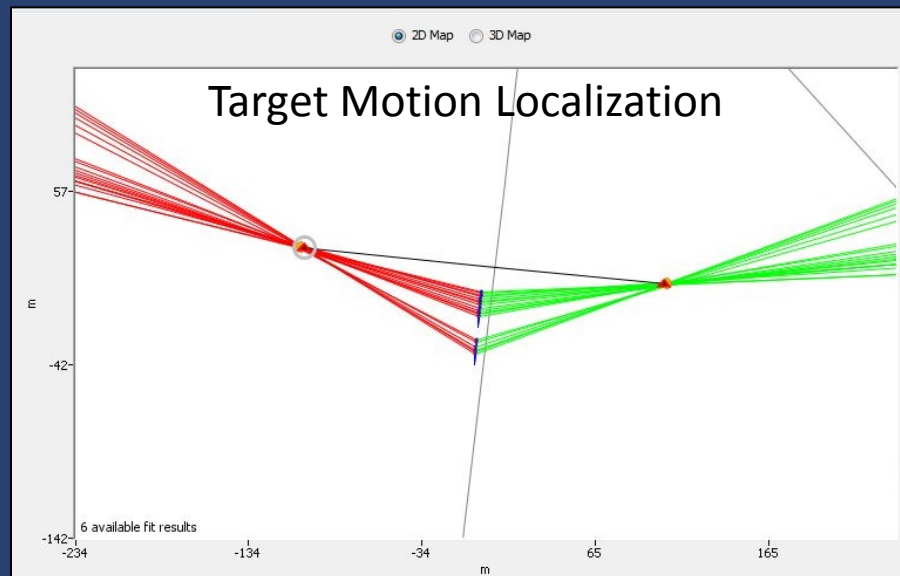 2D Map 3D Map
Target Motion Localization
57
m
-42
6 available fit results
-142
-234 -134 -34 65 165
m